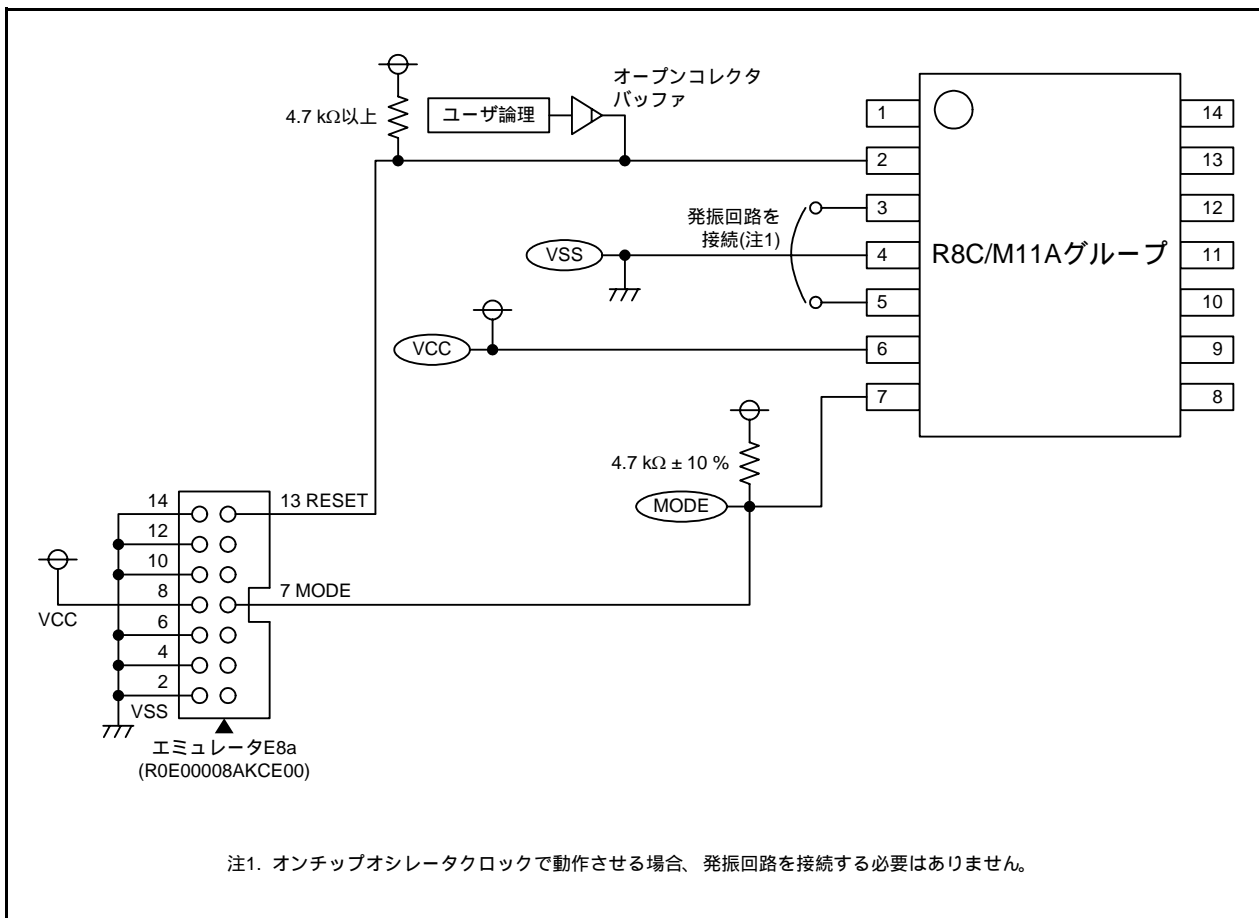 オープンコレクタ
バッファ
4.7 kΩ以上
ユーザ論理
1
14
2
13
3
12
発振回路を
接続(注1)
VSS
4
R8C/M11Aグループ
11
5
10
VCC
6
9
7
8
4.7 kΩ ± 10 %
MODE
14
13 RESET
12
10
8
7 MODE
VCC
6
4
2
VSS
エミュレータE8a
(R0E00008AKCE00)
注1. オンチップオシレータクロックで動作させる場合、発振回路を接続する必要はありません。